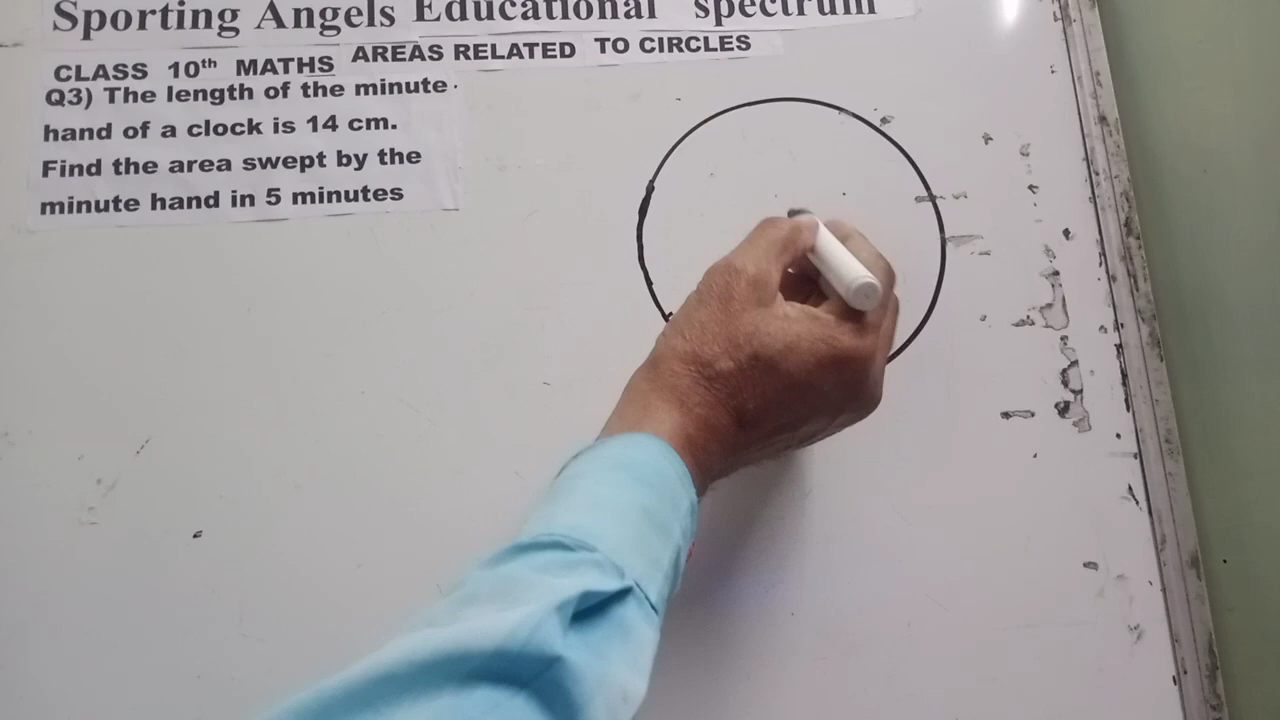 Sporting Angels Educational spectrum
CLASS 10th MATHS AREAS RELATED TO CIRCLES
Q3) The length of the minute
hand of a clock is 14 cm.
Find the area swept by the
minute hand in 5 minutes